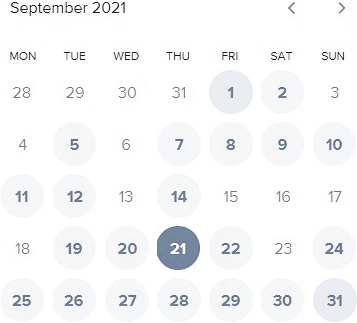 September 2021
MON TUE WED THU FRI SAT SUN
28 29 30 31 1 2 3
4 5 6 7 8 9 10
11 12 13 14 15 16 17
18 19 20 21 22 23 24
25 26 27 28 29 30 31